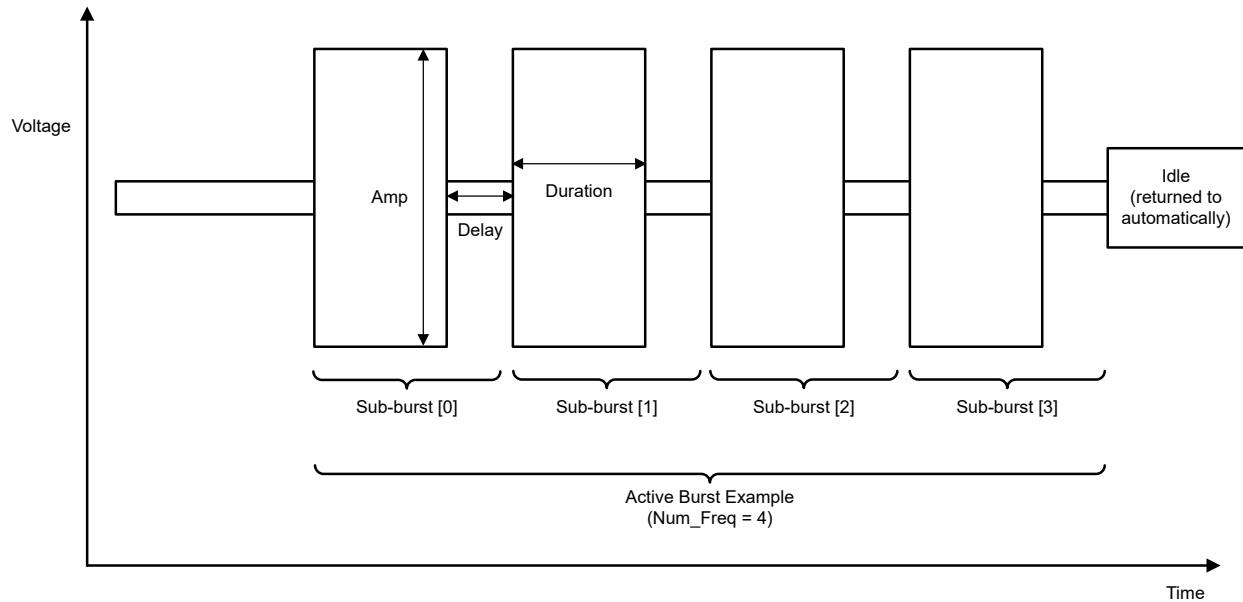 Voltage
Amp
Delay
Duration
Idle
(returned to
automatically)
Sub-burst [0]
Sub-burst [1]
Sub-burst [2]
Sub-burst [3]
Active Burst Example
(Num_Freq = 4)
Time